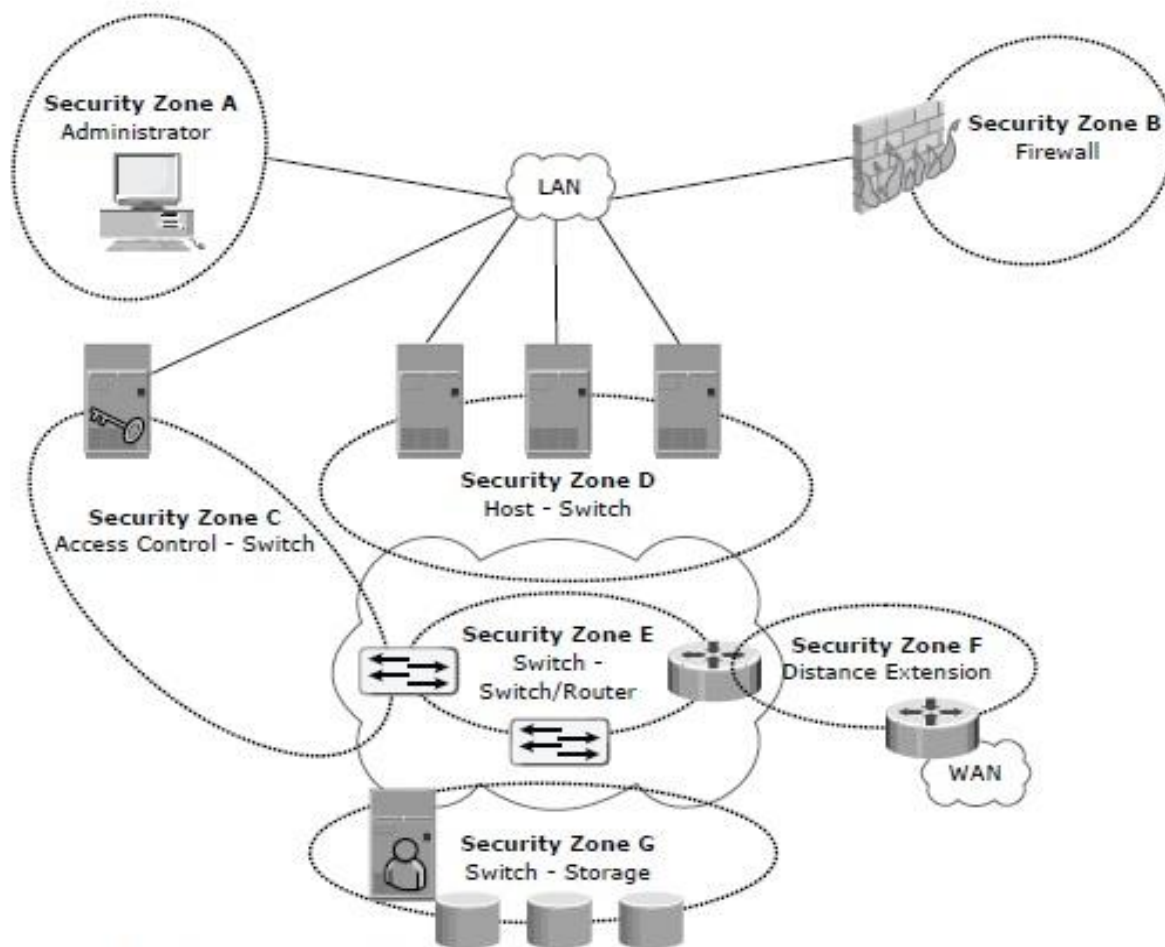 Security Zone A
Administrator
Security Zone B
Firewall
LAN
Security Zone D
Host - Switch
Security Zone C
Access Control - Switch
Security Zone E
Switch -
Switch/Router
Security Zone F
Distance Extension
WAN
Security Zone G
Switch - Storage